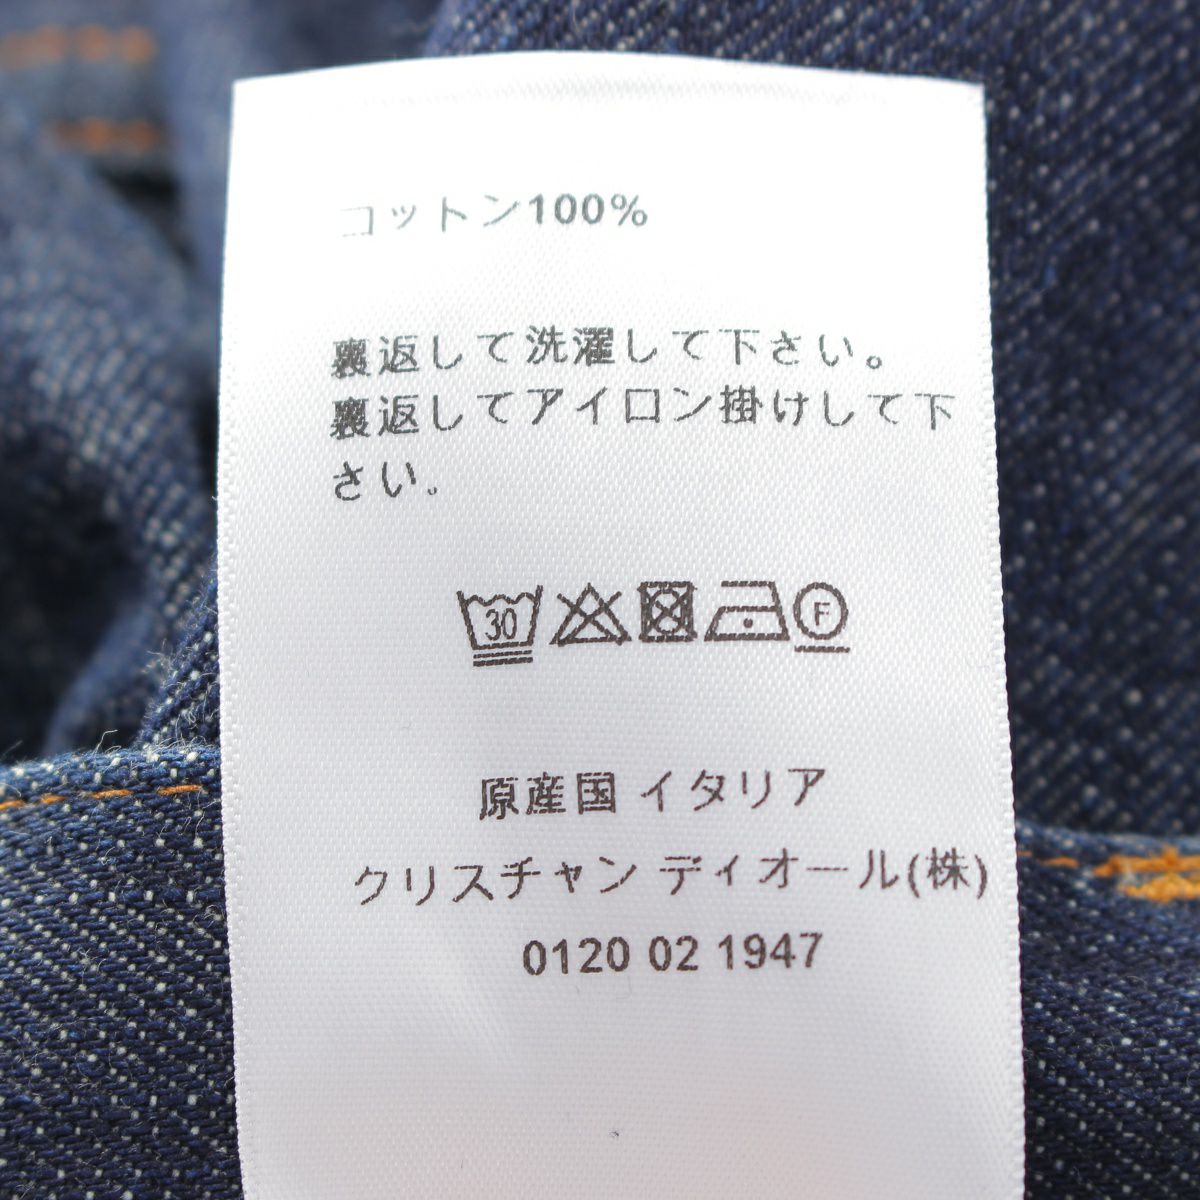 コットン100%
裏返して洗濯して下さい。
裏返してアイロン掛けして下
さい。
30 F
原産国 イタリア
クリスチャン ディオール(株)
0120 02 1947